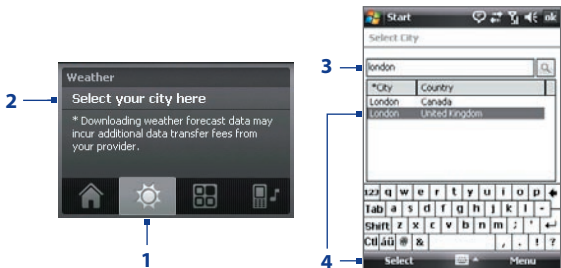 Weather
Select your city here
* Downloading weather forecast data may
incur additional data transfer fees from
your provider.
1
2
Start
ok
Select City
3
london
*City Country
London Canada
London United Kingdom
4
123 q w e r t y u i o p
Tab a s d f g h j k l -
Shift z x c v b n m ; '
Ctl áü @ & , . ! ?
Select Menu